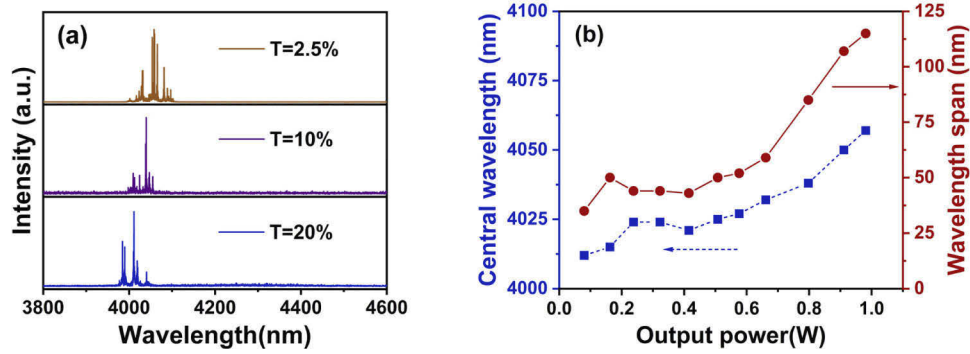 (a)
T=2.5%
T=10%
T=20%
Intensity (a.u.)
3800 4000 4200 4400 4600
Wavelength(nm)
(b)
4100
4075
4050
4025
4000
Central wavelength (nm)
125
100
75
50
25
0
Wavelength span (nm)
0.0 0.2 0.4 0.6 0.8 1.0
Output power(W)